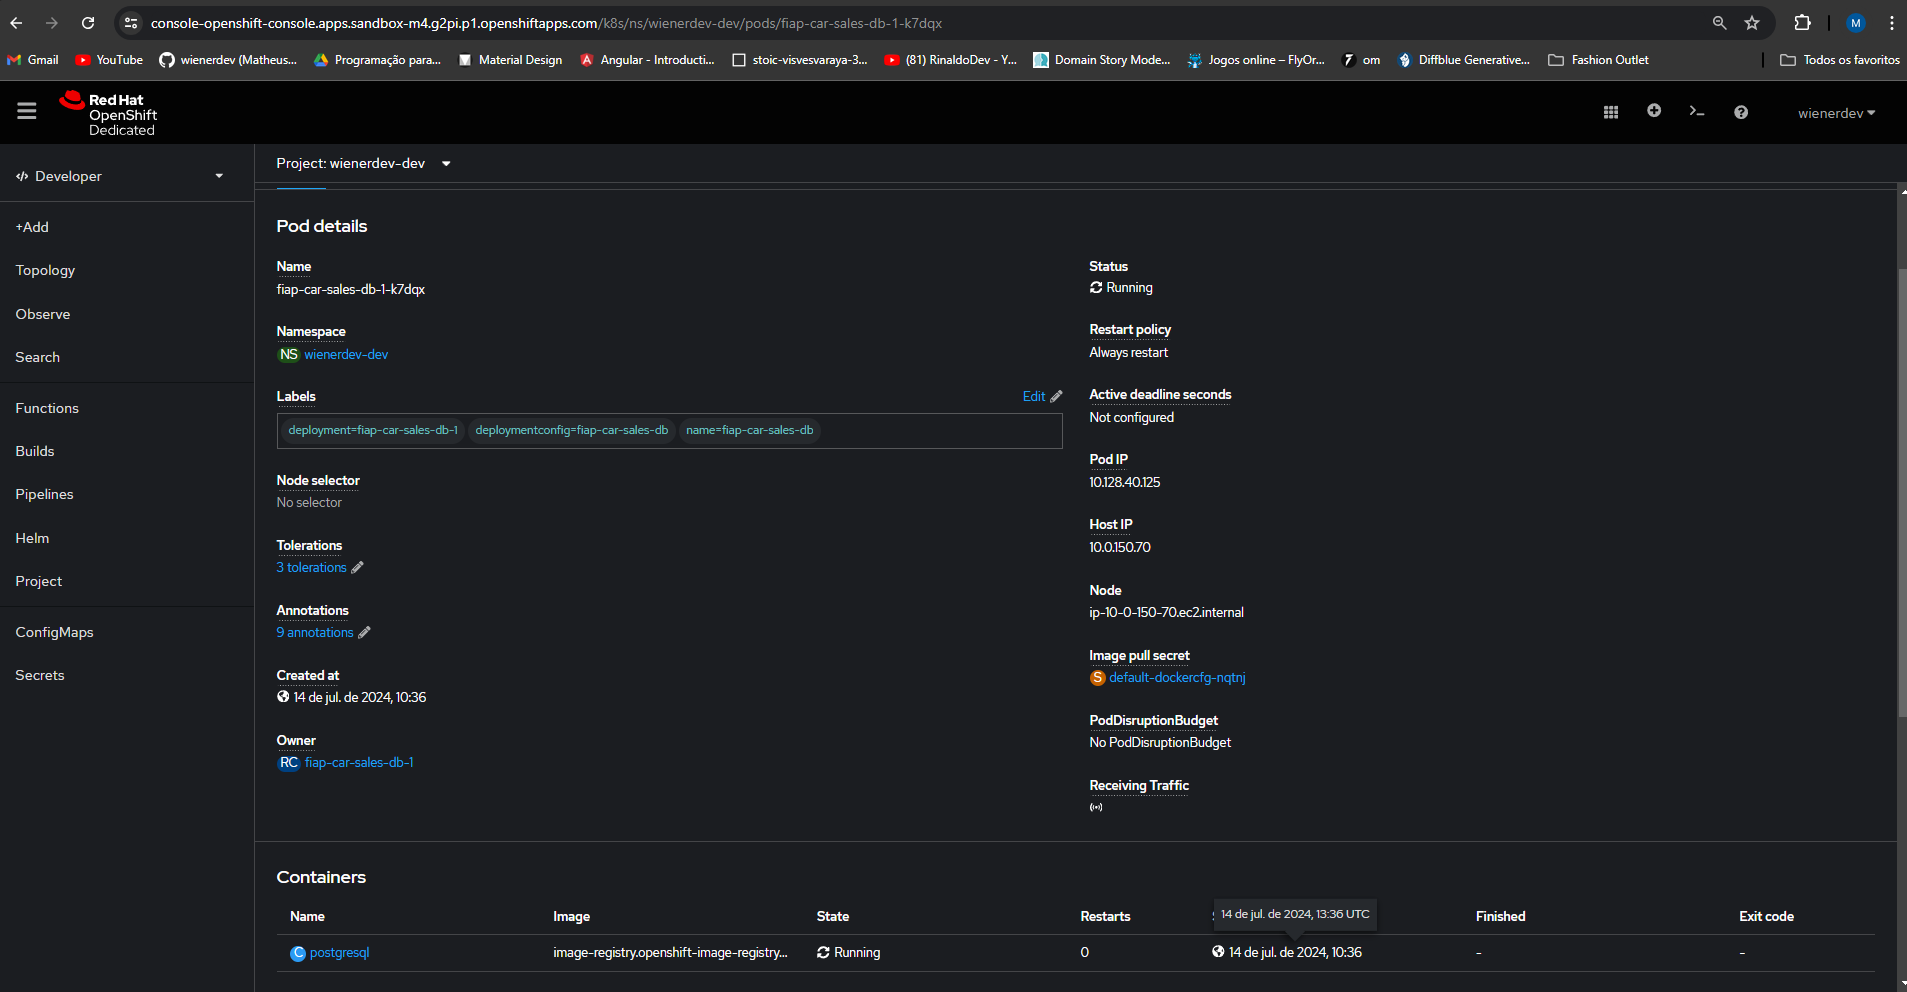 console-openshift-console.apps.sandbox-m4.g2pi.p1.openshiftapps.com/k8s/ns/wienerdev-dev/pods/fiap-car-sales-db-1-k7dqx
M
Gmail YouTube wienerdev (Matheus... Programação para... Material Design Angular - Introducti... stoic-visvesvaraya-3... (81) RinaldoDev - Y... Domain Story Mode... Jogos online – FlyOr... om Diffblue Generative... Fashion Outlet Todos os favoritos
Red Hat
OpenShift
Dedicated
wienerdev
Developer
+Add
Topology
Observe
Search
Functions
Builds
Pipelines
Helm
Project
ConfigMaps
Secrets
Project: wienerdev-dev
Pod details
Name
fiap-car-sales-db-1-k7dqx
Namespace
NS wienerdev-dev
Labels Edit
deployment=fiap-car-sales-db-1 deploymentconfig=fiap-car-sales-db name=fiap-car-sales-db
Node selector
No selector
Tolerations
3 tolerations
Annotations
9 annotations
Created at
14 de jul. de 2024, 10:36
Owner
RC fiap-car-sales-db-1
Status
Running
Restart policy
Always restart
Active deadline seconds
Not configured
Pod IP
10.128.40.125
Host IP
10.0.150.70
Node
ip-10-0-150-70.ec2.internal
Image pull secret
S default-dockercfg-nqtnj
PodDisruptionBudget
No PodDisruptionBudget
Receiving Traffic
Containers
Name Image State Restarts Finished Exit code
14 de jul. de 2024, 13:36 UTC
C postgresql image-registry.openshift-image-registry... Running 0 14 de jul. de 2024, 10:36 - -